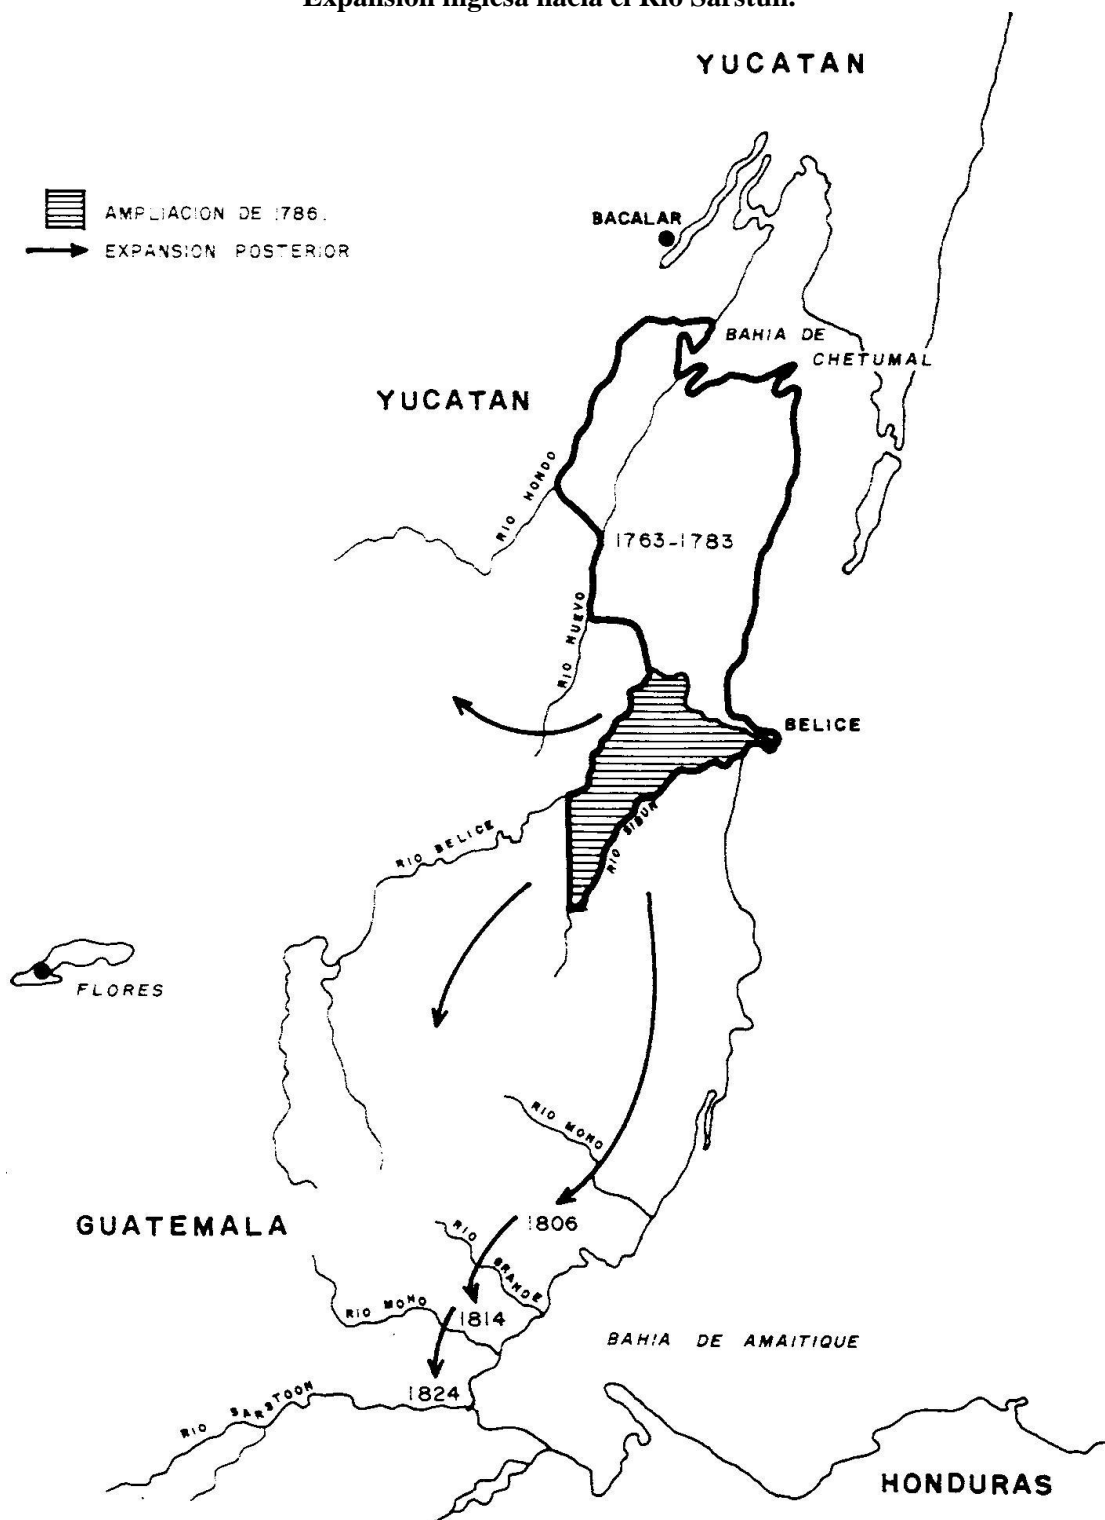 Expansión inglesa hacia el Río Sarstún.
YUCATAN
AMPLIACION DE 1786.
EXPANSION POSTERIOR
BACALAR
BAHIA DE
CHETUMAL
YUCATAN
RIO HONDO
1763-1783
RIO NUEVO
BELICE
RIO SIBUN
RIO BELICE
FLORES
RIO MONO
1806
GUATEMALA
RIO GRANDE
RIO MOHO
1814
BAHIA DE AMAITIQUE
1824
RIO SARSTOON
HONDURAS